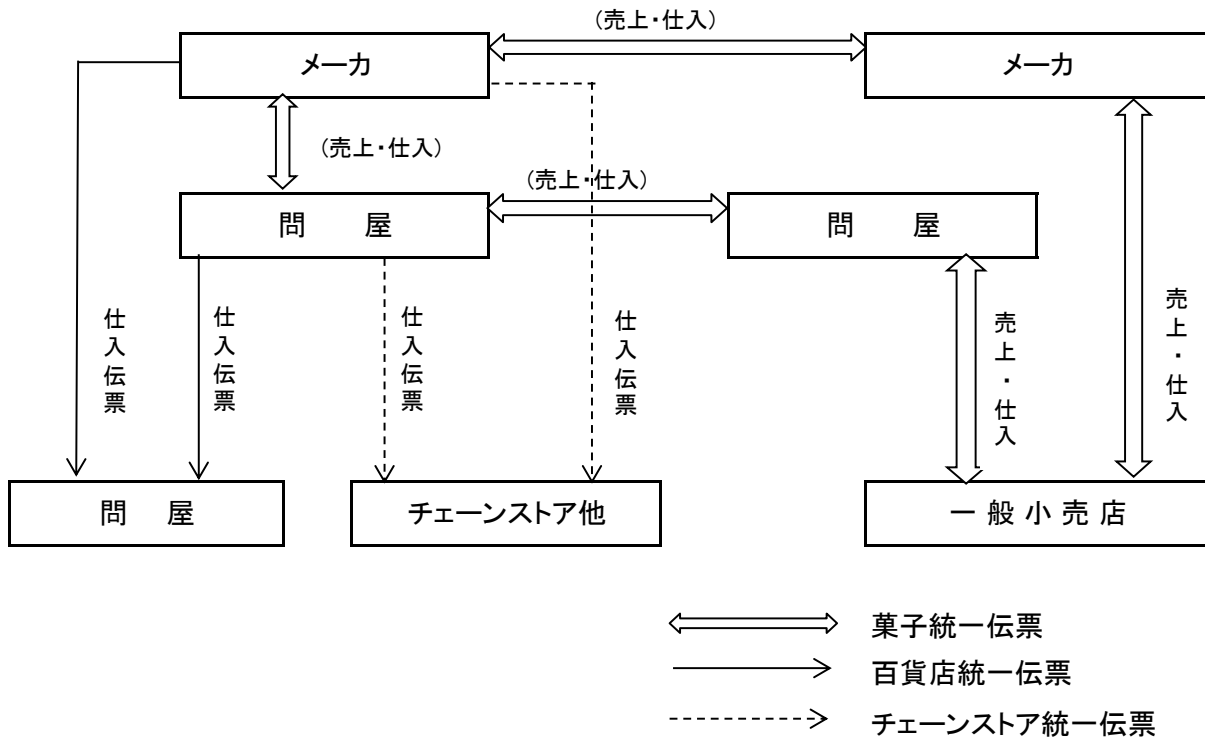 (売上・仕入)
メーカ
メーカ
(売上・仕入)
(売上・仕入)
問　屋
問　屋
仕入伝票
仕入伝票
仕入伝票
仕入伝票
売上・仕入
売上・仕入
問　屋
チェーンストア他
一般小売店
菓子統一伝票
百貨店統一伝票
チェーンストア統一伝票